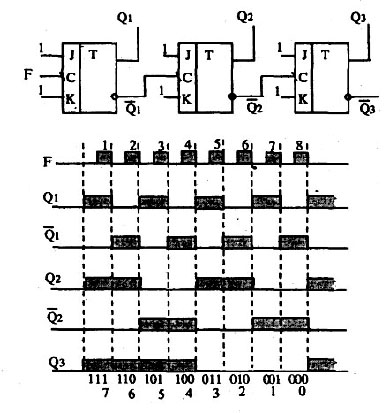 Q1 Q2 Q3
1 J T 1 J T 1 J T
F C C C
1 K Q̅1 1 K Q̅2 1 K Q̅3
1 2 3 4 5 6 7 8
F
Q1
Q̅1
Q2
Q̅2
Q3
111 110 101 100 011 010 001 000
7 6 5 4 3 2 1 0